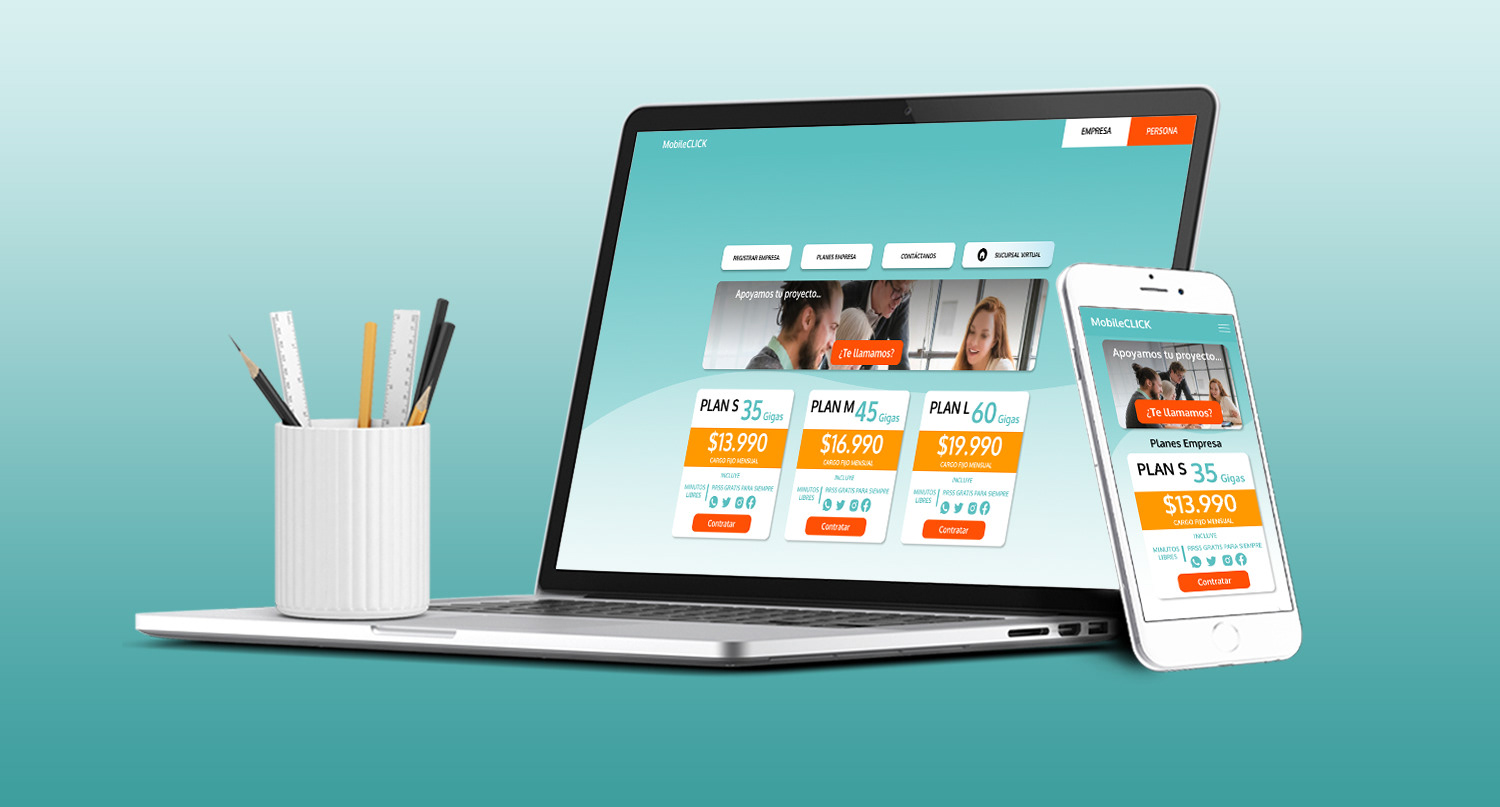 MobileCLICK
EMPRESA
PERSONA
REGISTRAR EMPRESA
PLANES EMPRESA
CONTÁCTANOS
SUCURSAL VIRTUAL
Apoyamos tu proyecto...
¿Te llamamos?
PLAN S 35 Gigas
$13.990
CARGO FIJO MENSUAL
INCLUYE
MINUTOS LIBRES
RRSS GRATIS PARA SIEMPRE
Contratar
PLAN M 45 Gigas
$16.990
CARGO FIJO MENSUAL
INCLUYE
MINUTOS LIBRES
RRSS GRATIS PARA SIEMPRE
Contratar
PLAN L 60 Gigas
$19.990
CARGO FIJO MENSUAL
INCLUYE
MINUTOS LIBRES
RRSS GRATIS PARA SIEMPRE
Contratar
MobileCLICK
Apoyamos tu proyecto...
¿Te llamamos?
Planes Empresa
PLAN S 35 Gigas
$13.990
CARGO FIJO MENSUAL
INCLUYE
MINUTOS
LIBRES
RRSS GRATIS PARA SIEMPRE
Contratar